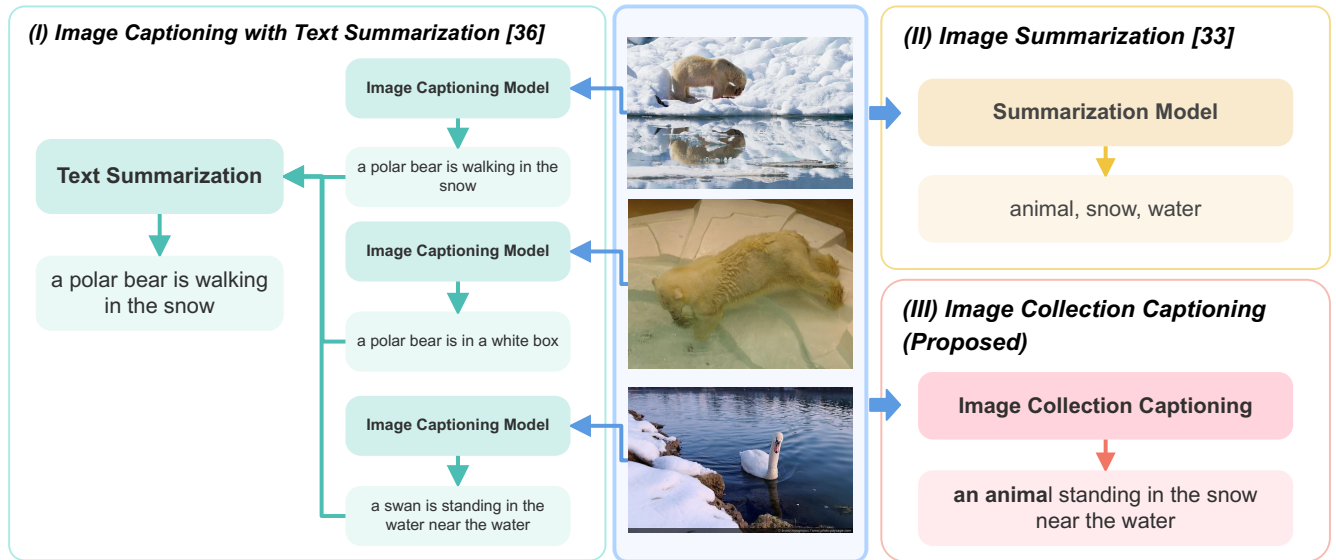 (I) Image Captioning with Text Summarization [36]
Image Captioning Model
a polar bear is walking in the
snow
Text Summarization
a polar bear is walking
in the snow
Image Captioning Model
a polar bear is in a white box
Image Captioning Model
a swan is standing in the
water near the water
(II) Image Summarization [33]
Summarization Model
animal, snow, water
(III) Image Collection Captioning
(Proposed)
Image Collection Captioning
an animal standing in the snow
near the water